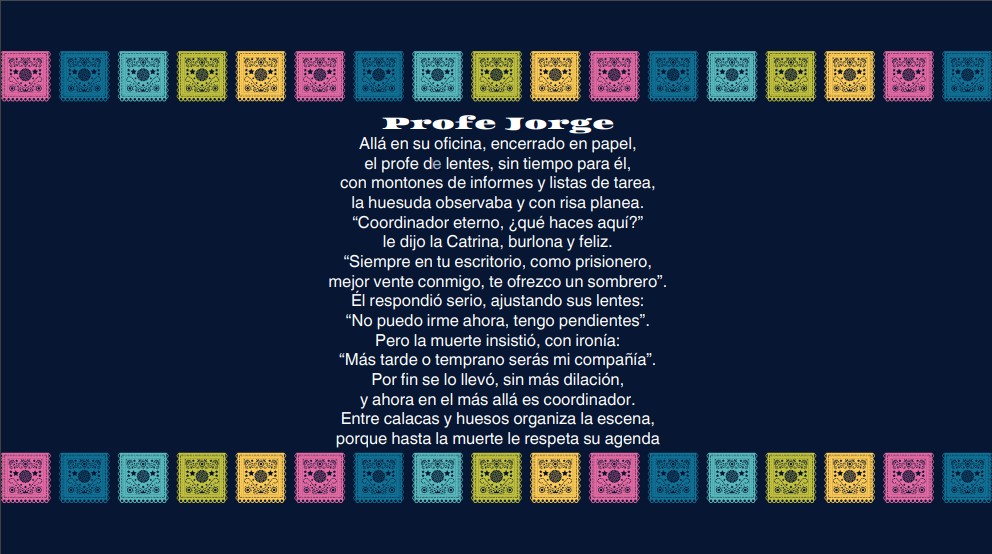 Profe Jorge
Allá en su oficina, encerrado en papel,
el profe de lentes, sin tiempo para él,
con montones de informes y listas de tarea,
la huesuda observaba y con risa planea.
“Coordinador eterno, ¿qué haces aquí?”
le dijo la Catrina, burlona y feliz.
“Siempre en tu escritorio, como prisionero,
mejor vente conmigo, te ofrezco un sombrero”.
Él respondió serio, ajustando sus lentes:
“No puedo irme ahora, tengo pendientes”.
Pero la muerte insistió, con ironía:
“Más tarde o temprano serás mi compañía”.
Por fin se lo llevó, sin más dilación,
y ahora en el más allá es coordinador.
Entre calacas y huesos organiza la escena,
porque hasta la muerte le respeta su agenda